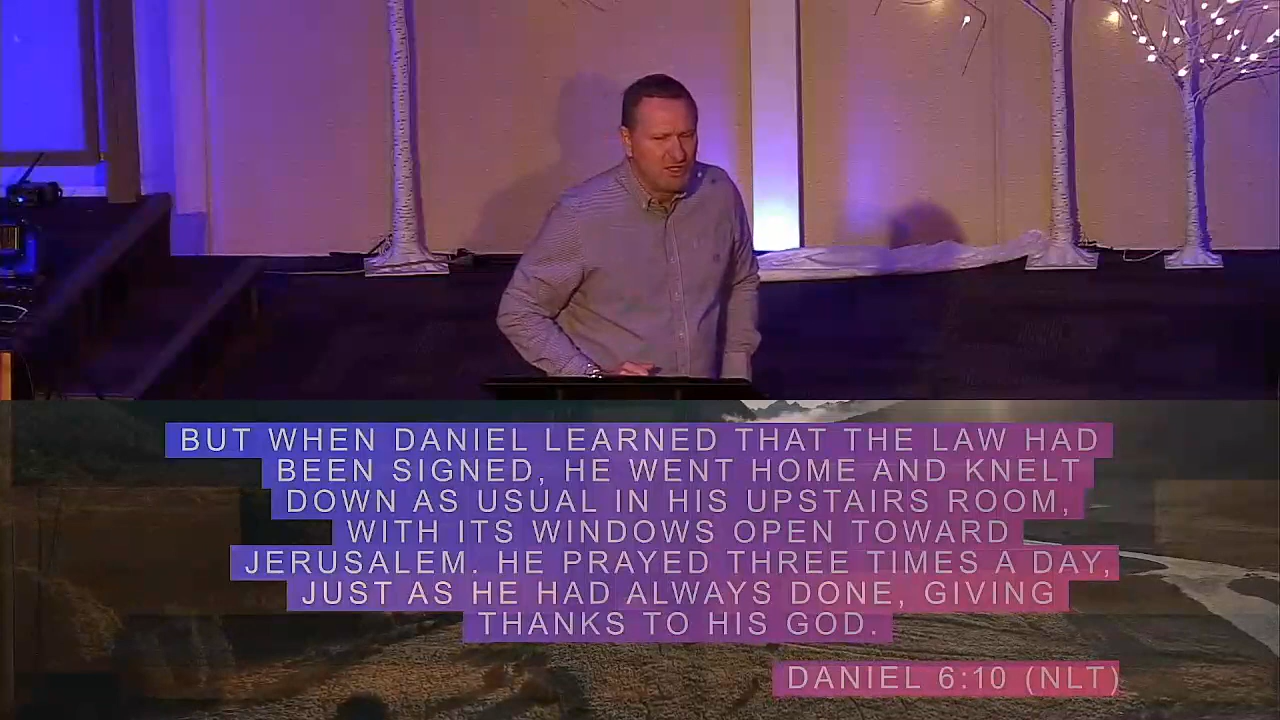 BUT WHEN DANIEL LEARNED THAT THE LAW HAD
BEEN SIGNED, HE WENT HOME AND KNELT
DOWN AS USUAL IN HIS UPSTAIRS ROOM,
WITH ITS WINDOWS OPEN TOWARD
JERUSALEM. HE PRAYED THREE TIMES A DAY,
JUST AS HE HAD ALWAYS DONE, GIVING
THANKS TO HIS GOD.
DANIEL 6:10 (NLT)